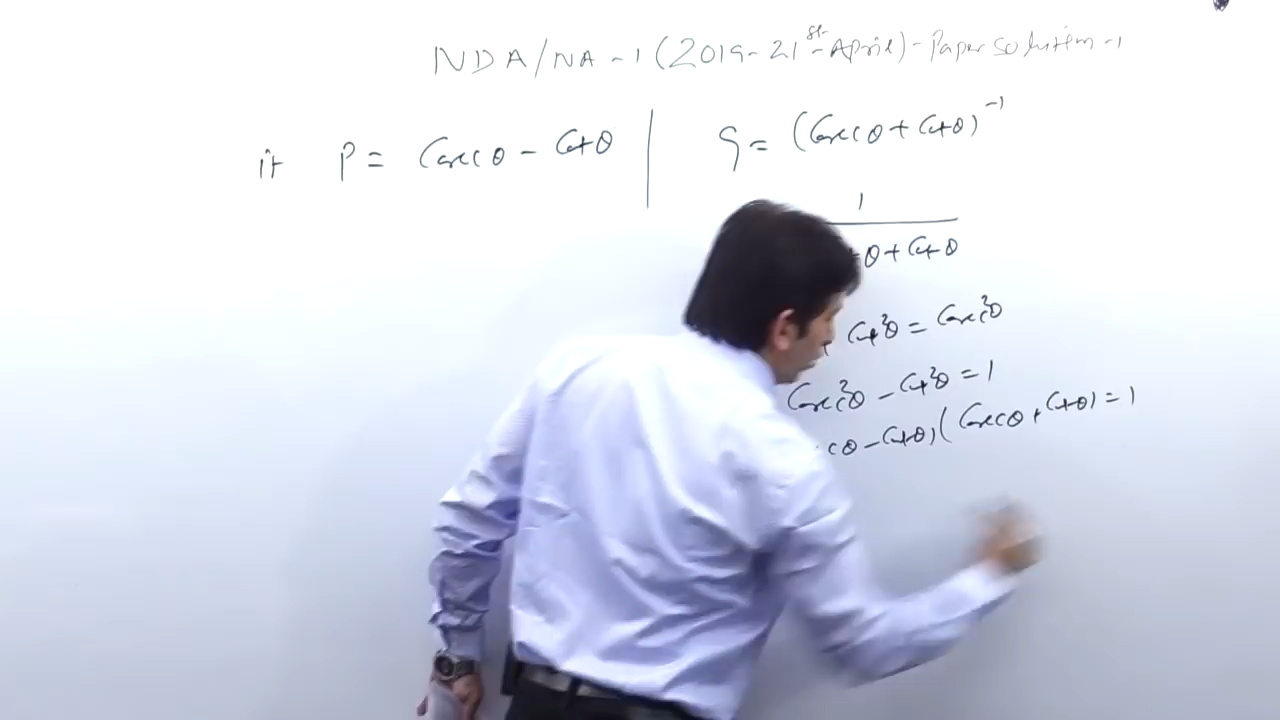 NDA/NA-1 (2019-21st-April)-Paper Solution-1
if P = Cosecθ - Cotθ | q = (Cosecθ + Cotθ)⁻¹
1
θ + Cotθ
Cot²θ = Cosec²θ
Cosec²θ - Cot²θ = 1
cθ - Cotθ)(Cosecθ + Cotθ) = 1